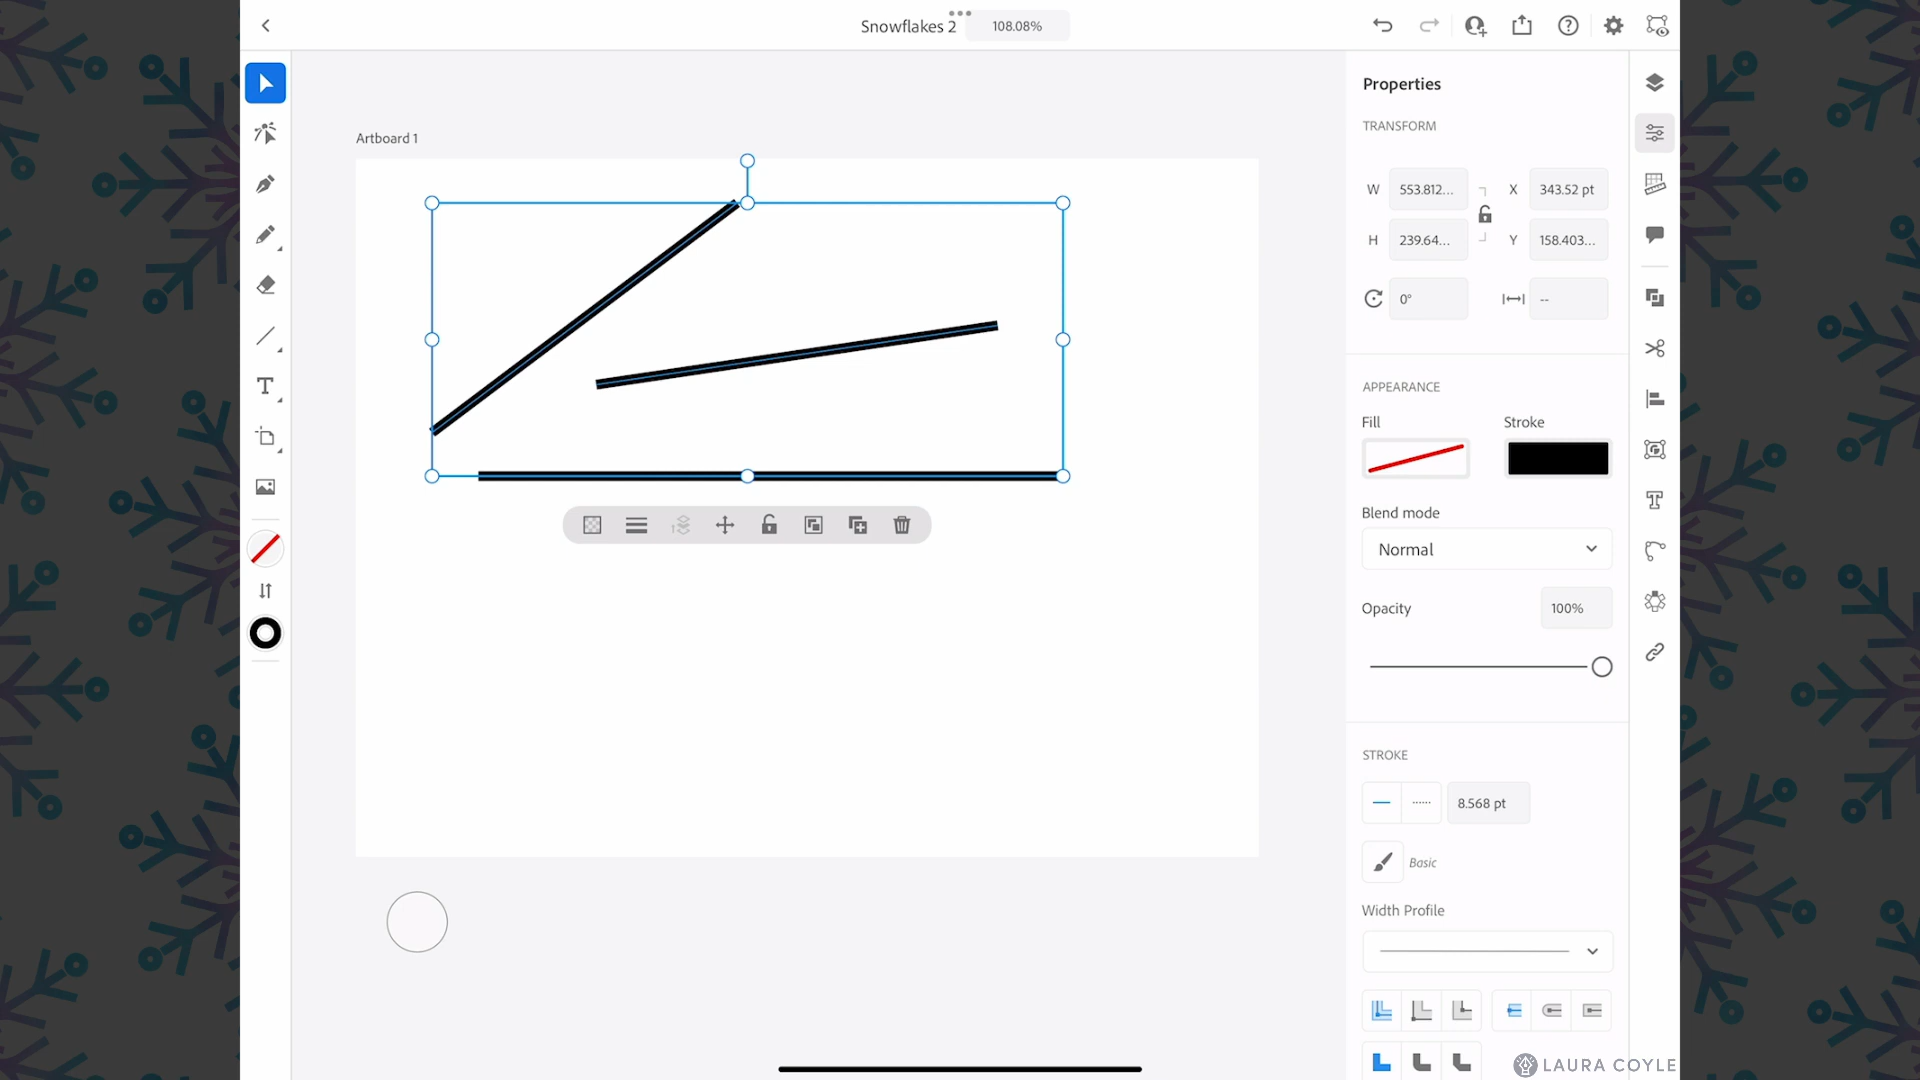 Snowflakes 2 108.08%
Properties
TRANSFORM
Artboard 1
W 553.812... X 343.52 pt
H 239.64... Y 158.403...
0° --
APPEARANCE
Fill Stroke
Blend mode
Normal
Opacity 100%
STROKE
8.568 pt
Basic
Width Profile
LAURA COYLE